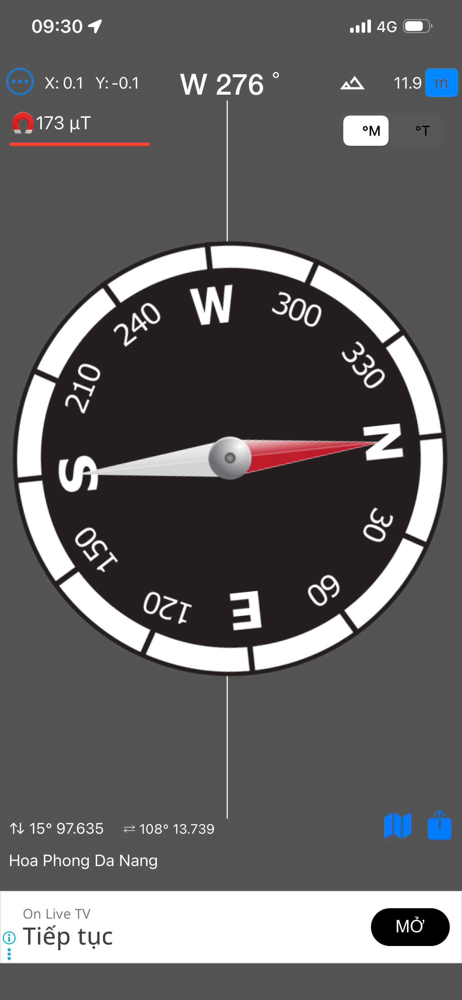 09:30
4G
X: 0.1 Y: -0.1
W 276 °
11.9 m
173 µT
°M °T
W
300
330
N
30
60
E
120
150
S
210
240
15° 97.635 108° 13.739
Hoa Phong Da Nang
On Live TV
Tiếp tục
MỞ